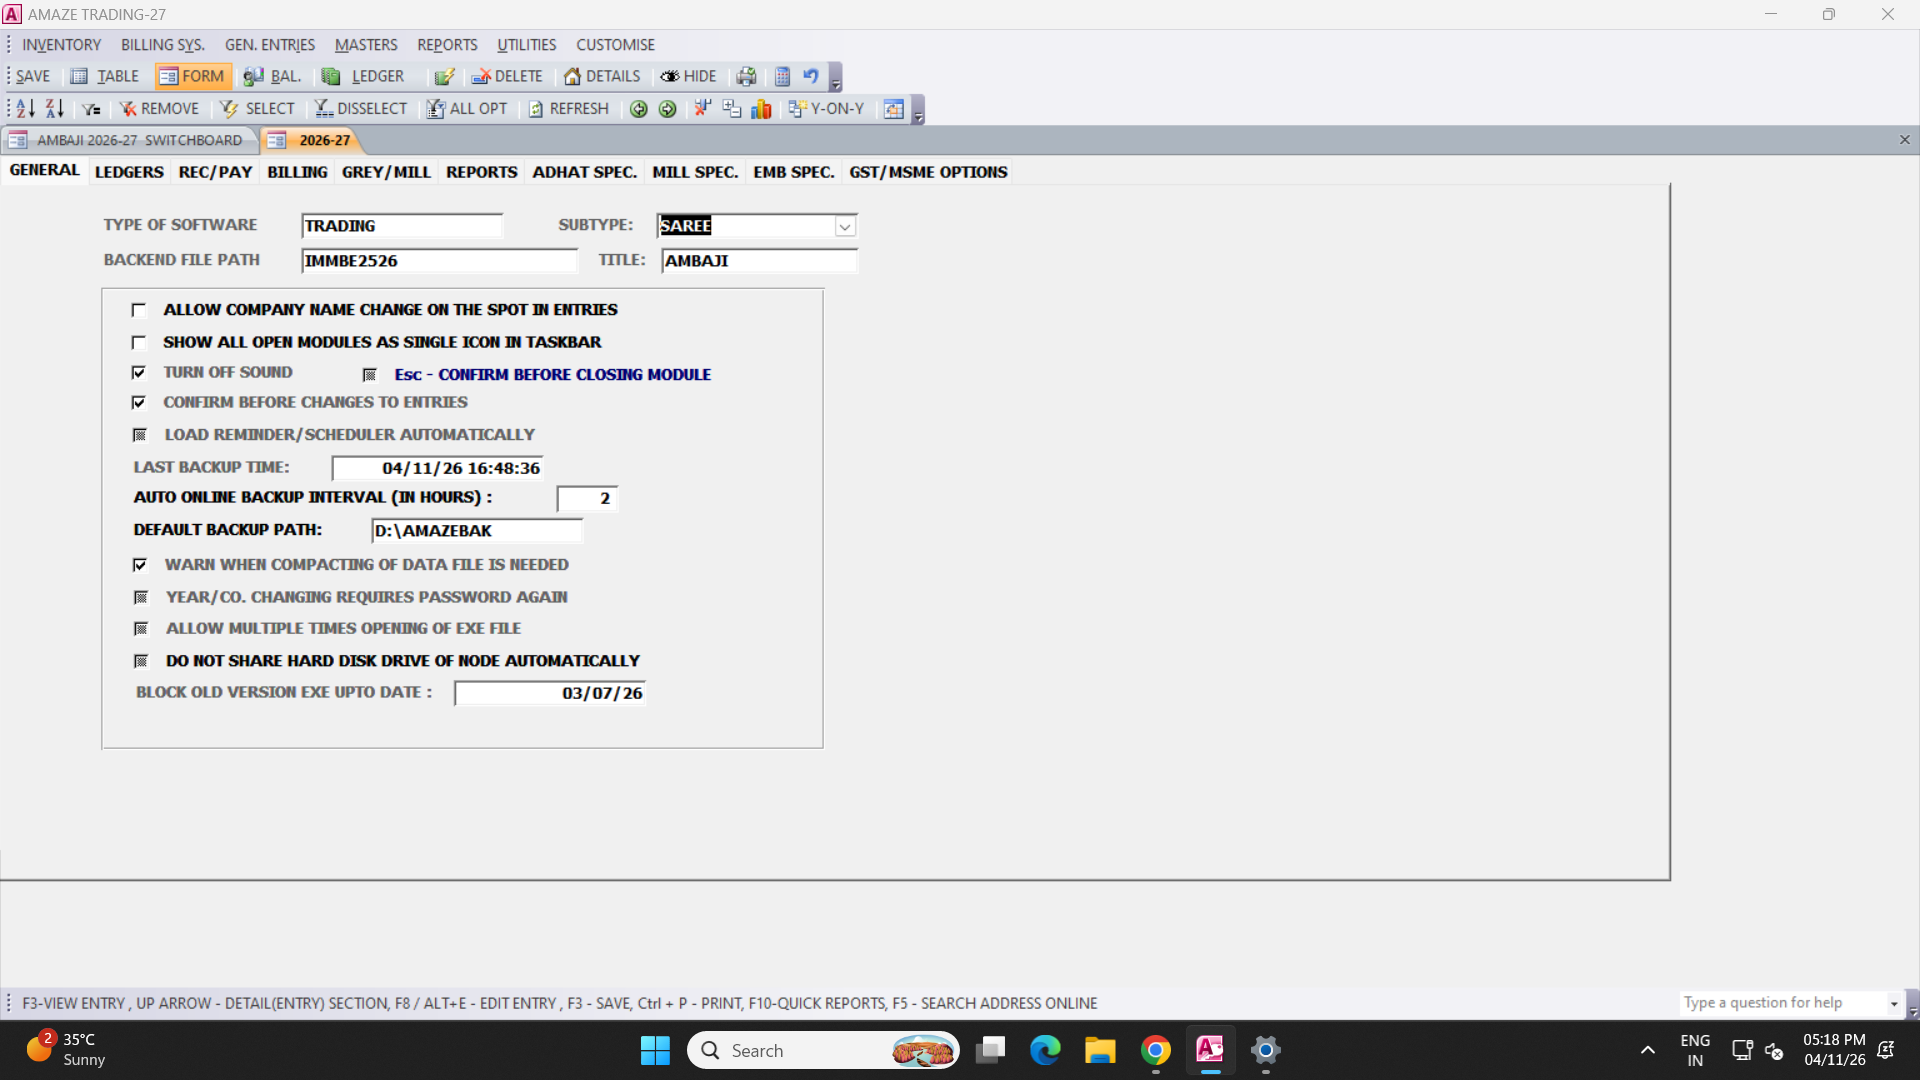 AMAZE TRADING-27
INVENTORY BILLING SYS. GEN. ENTRIES MASTERS REPORTS UTILITIES CUSTOMISE
SAVE TABLE FORM BAL. LEDGER DELETE DETAILS HIDE
REMOVE SELECT DISSELECT ALL OPT REFRESH Y-ON-Y
AMBAJI 2026-27 SWITCHBOARD 2026-27
GENERAL LEDGERS REC/PAY BILLING GREY/MILL REPORTS ADHAT SPEC. MILL SPEC. EMB SPEC. GST/MSME OPTIONS
TYPE OF SOFTWARE TRADING SUBTYPE: SAREE
BACKEND FILE PATH IMMBE2526 TITLE: AMBAJI
ALLOW COMPANY NAME CHANGE ON THE SPOT IN ENTRIES
SHOW ALL OPEN MODULES AS SINGLE ICON IN TASKBAR
TURN OFF SOUND Esc - CONFIRM BEFORE CLOSING MODULE
CONFIRM BEFORE CHANGES TO ENTRIES
LOAD REMINDER/SCHEDULER AUTOMATICALLY
LAST BACKUP TIME: 04/11/26 16:48:36
AUTO ONLINE BACKUP INTERVAL (IN HOURS) : 2
DEFAULT BACKUP PATH: D:\AMAZEBAK
WARN WHEN COMPACTING OF DATA FILE IS NEEDED
YEAR/CO. CHANGING REQUIRES PASSWORD AGAIN
ALLOW MULTIPLE TIMES OPENING OF EXE FILE
DO NOT SHARE HARD DISK DRIVE OF NODE AUTOMATICALLY
BLOCK OLD VERSION EXE UPTO DATE : 03/07/26
F3-VIEW ENTRY , UP ARROW - DETAIL(ENTRY) SECTION, F8 / ALT+E - EDIT ENTRY , F3 - SAVE, Ctrl + P - PRINT, F10-QUICK REPORTS, F5 - SEARCH ADDRESS ONLINE Type a question for help
2 35°C Search ENG 05:18 PM
Sunny IN 04/11/26